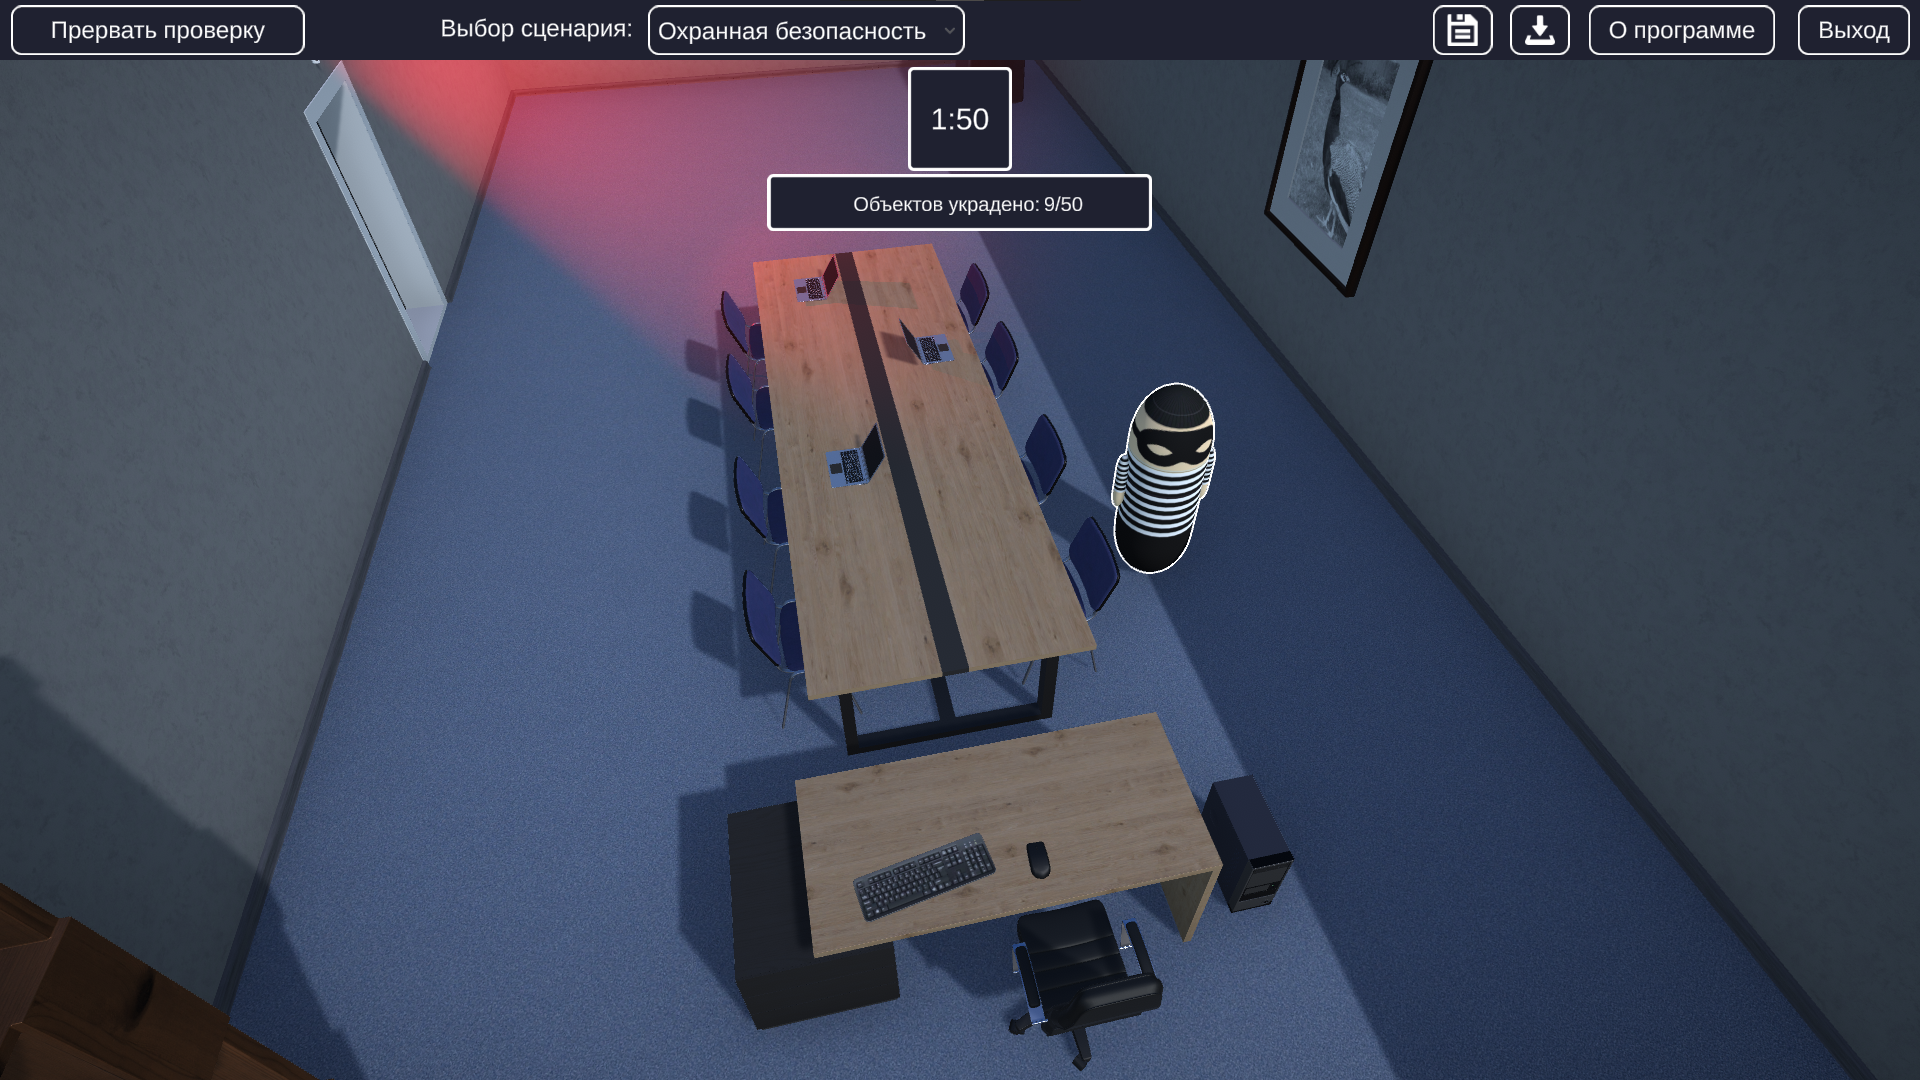 Прервать проверку
Выбор сценария:
Охранная безопасность
О программе
Выход
1:50
Объектов украдено: 9/50